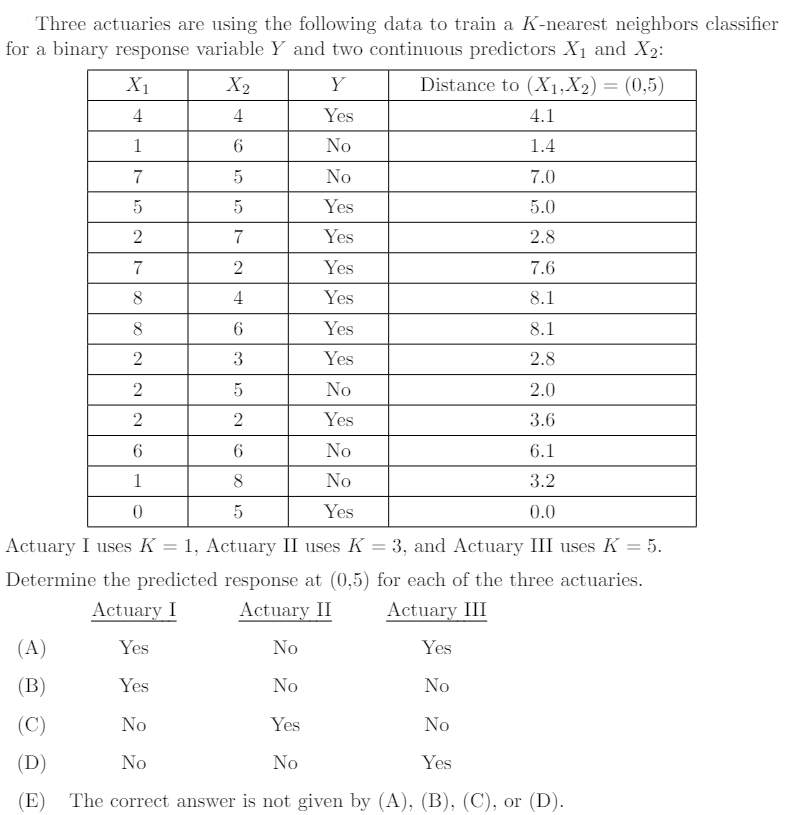 Three actuaries are using the following data to train a K-nearest neighbors classifier
for a binary response variable Y and two continuous predictors X₁ and X₂:
X₁ X₂ Y Distance to (X₁,X₂) = (0,5)
4 4 Yes 4.1
1 6 No 1.4
7 5 No 7.0
5 5 Yes 5.0
2 7 Yes 2.8
7 2 Yes 7.6
8 4 Yes 8.1
8 6 Yes 8.1
2 3 Yes 2.8
2 5 No 2.0
2 2 Yes 3.6
6 6 No 6.1
1 8 No 3.2
0 5 Yes 0.0
Actuary I uses K = 1, Actuary II uses K = 3, and Actuary III uses K = 5.
Determine the predicted response at (0,5) for each of the three actuaries.
Actuary I Actuary II Actuary III
(A) Yes No Yes
(B) Yes No No
(C) No Yes No
(D) No No Yes
(E) The correct answer is not given by (A), (B), (C), or (D).